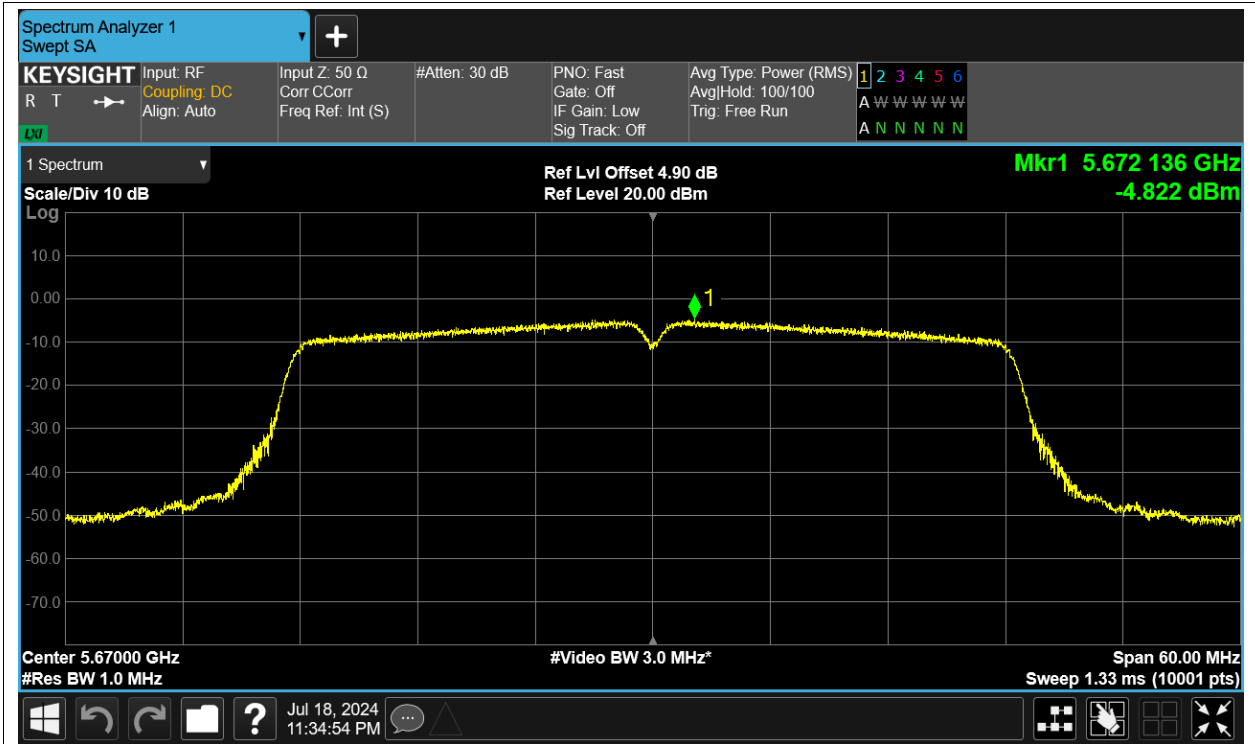 Spectrum Analyzer 1
Swept SA
KEYSIGHT
R T
LXI
Input: RF
Coupling: DC
Align: Auto
Input Z: 50 Ω
Corr CCorr
Freq Ref: Int (S)
#Atten: 30 dB
PNO: Fast
Gate: Off
IF Gain: Low
Sig Track: Off
Avg Type: Power (RMS)
Avg|Hold: 100/100
Trig: Free Run
1 2 3 4 5 6
A W W W W W
A N N N N N
1 Spectrum
Scale/Div 10 dB
Log
Ref Lvl Offset 4.90 dB
Ref Level 20.00 dBm
Mkr1 5.672 136 GHz
-4.822 dBm
10.0
0.00
-10.0
-20.0
-30.0
-40.0
-50.0
-60.0
-70.0
1
Center 5.67000 GHz
#Res BW 1.0 MHz
#Video BW 3.0 MHz*
Span 60.00 MHz
Sweep 1.33 ms (10001 pts)
?
Jul 18, 2024
11:34:54 PM